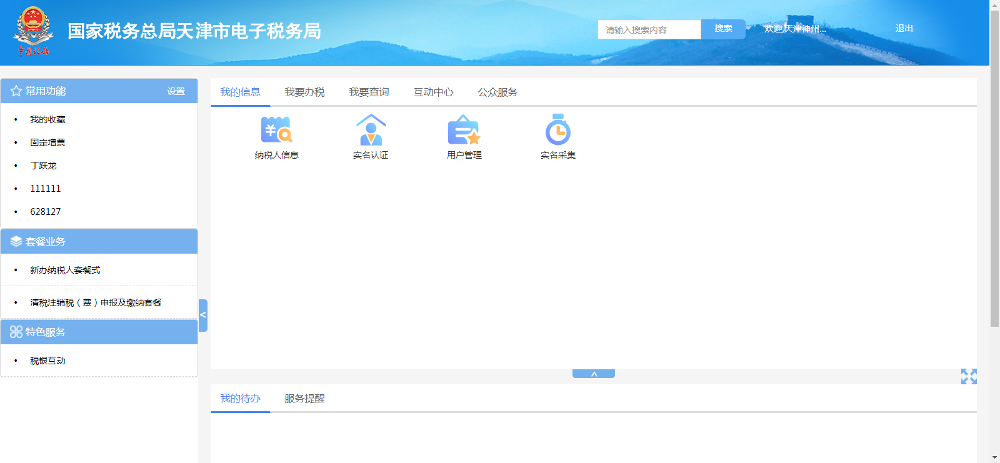 国家税务总局天津市电子税务局
请输入搜索内容
搜索
欢迎,天津神州...
退出
中国税务
常用功能
设置
我的收藏
固定增票
丁跃龙
111111
628127
套餐业务
新办纳税人套餐式
清税注销税（费）申报及缴纳套餐
特色服务
税银互动
<
我的信息
我要办税
我要查询
互动中心
公众服务
纳税人信息
实名认证
用户管理
实名采集
我的待办
服务提醒